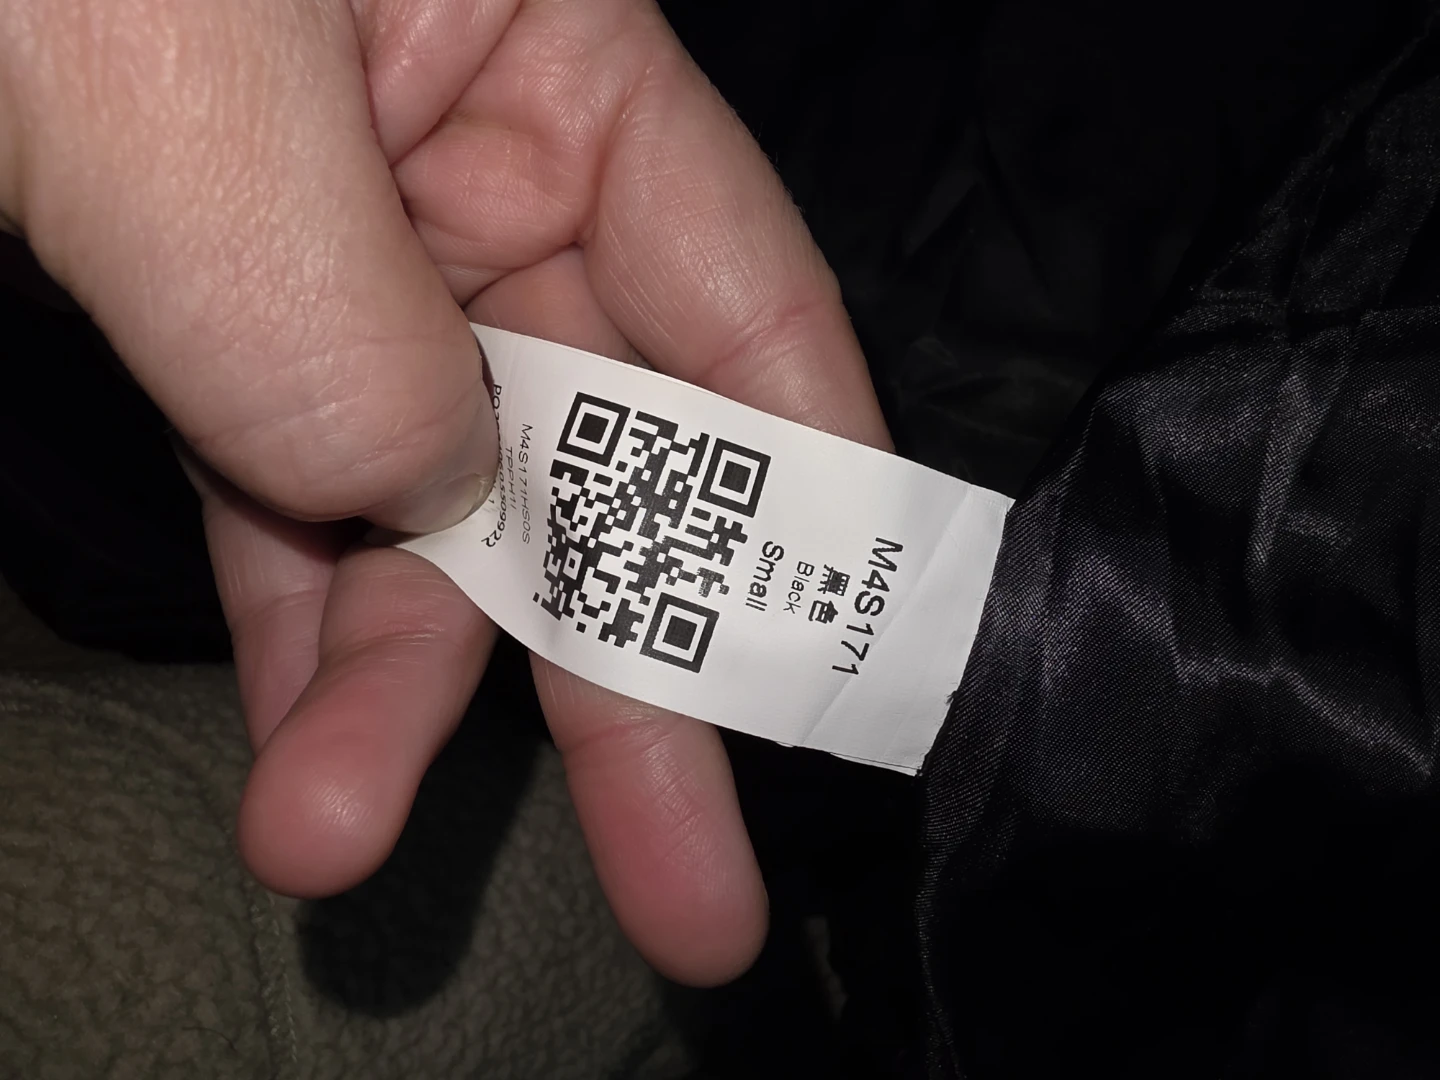 M4S171
黑色
Black
Small
M4S171HS0S